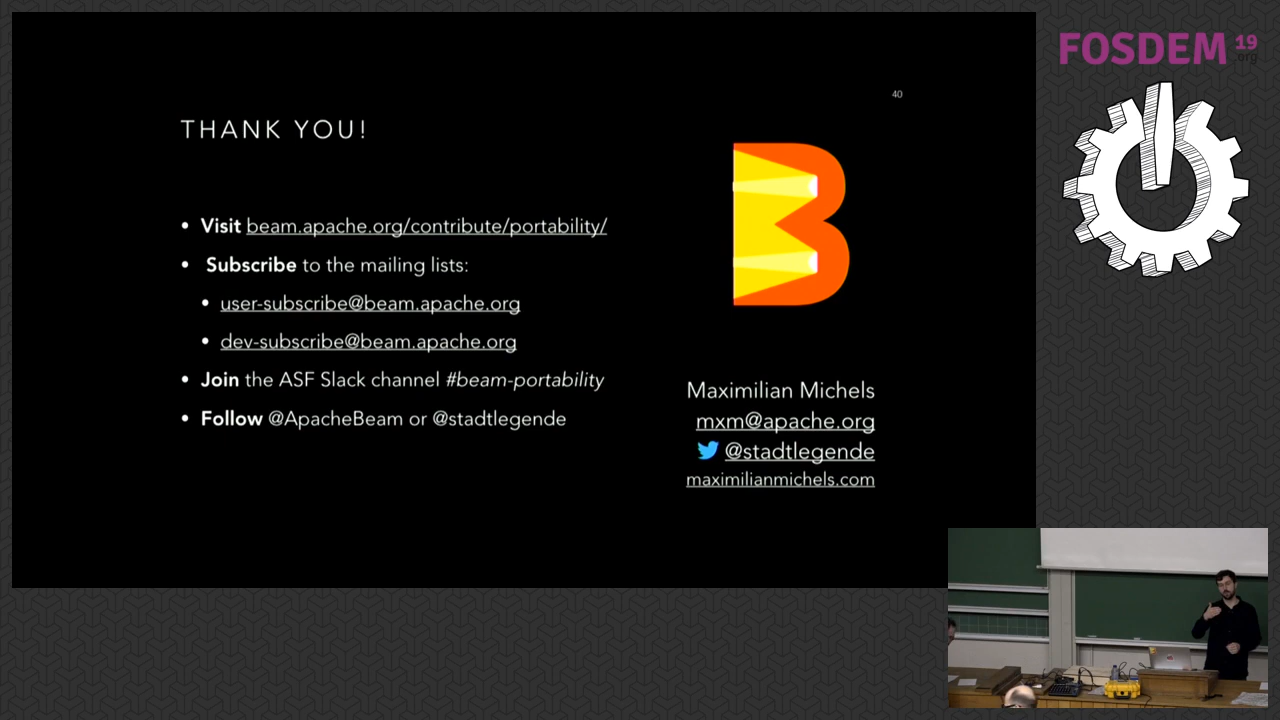 FOSDEM 19
.org
40
THANK YOU!
• Visit beam.apache.org/contribute/portability/
• Subscribe to the mailing lists:
• user-subscribe@beam.apache.org
• dev-subscribe@beam.apache.org
• Join the ASF Slack channel #beam-portability
• Follow @ApacheBeam or @stadtlegende
Maximilian Michels
mxm@apache.org
@stadtlegende
maximilianmichels.com